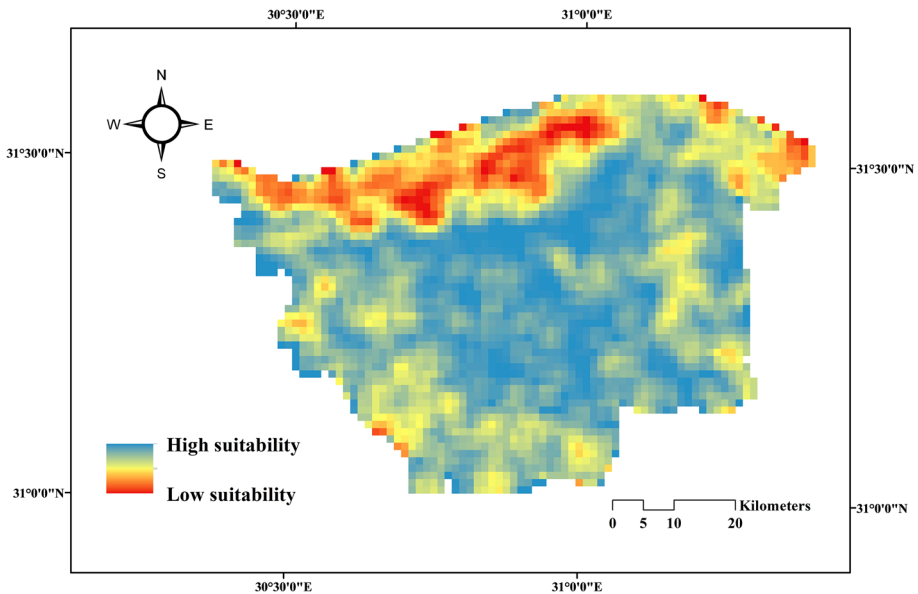 30°30'0"E 31°0'0"E
N
W E
S
31°30'0"N 31°30'0"N
High suitability
Low suitability
31°0'0"N 31°0'0"N
Kilometers
0 5 10 20
30°30'0"E 31°0'0"E